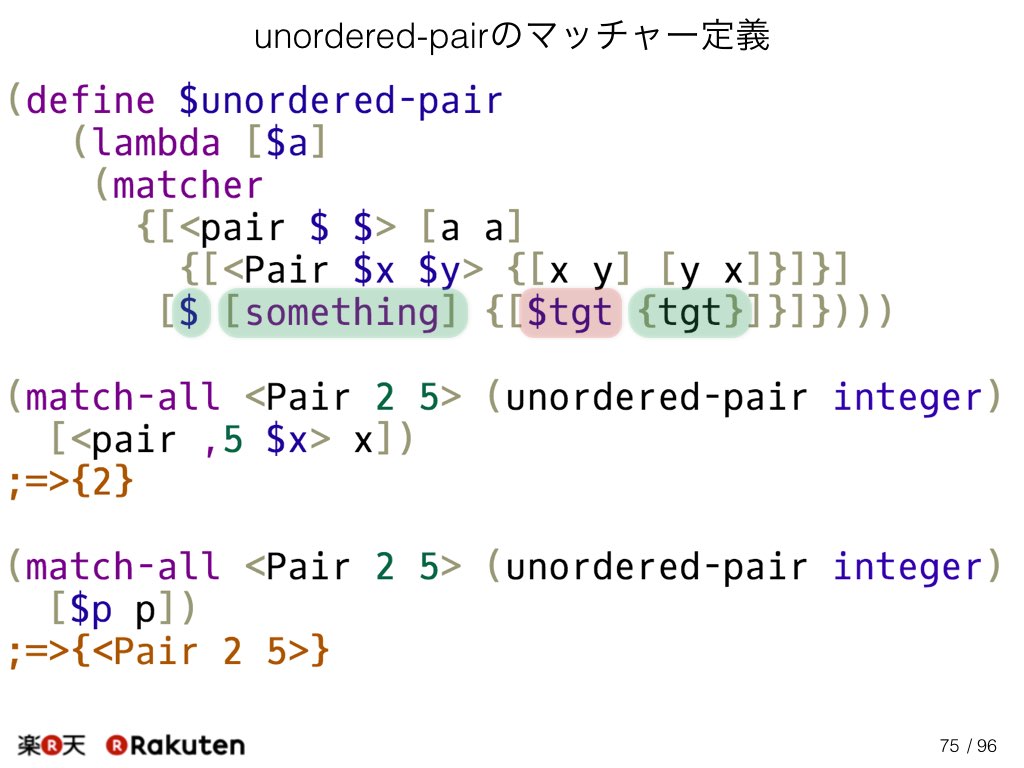 unordered-pairのマッチャー定義
(define $unordered-pair
(lambda [$a]
(matcher
{[<pair $ $> [a a]
{[<Pair $x $y> {[x y] [y x]}]}]
[$ [something] {[$tgt {tgt}]}]})))
(match-all <Pair 2 5> (unordered-pair integer)
[<pair ,5 $x> x])
;=>{2}
(match-all <Pair 2 5> (unordered-pair integer)
[$p p])
;=>{<Pair 2 5>}
楽R天 R Rakuten 75 / 96